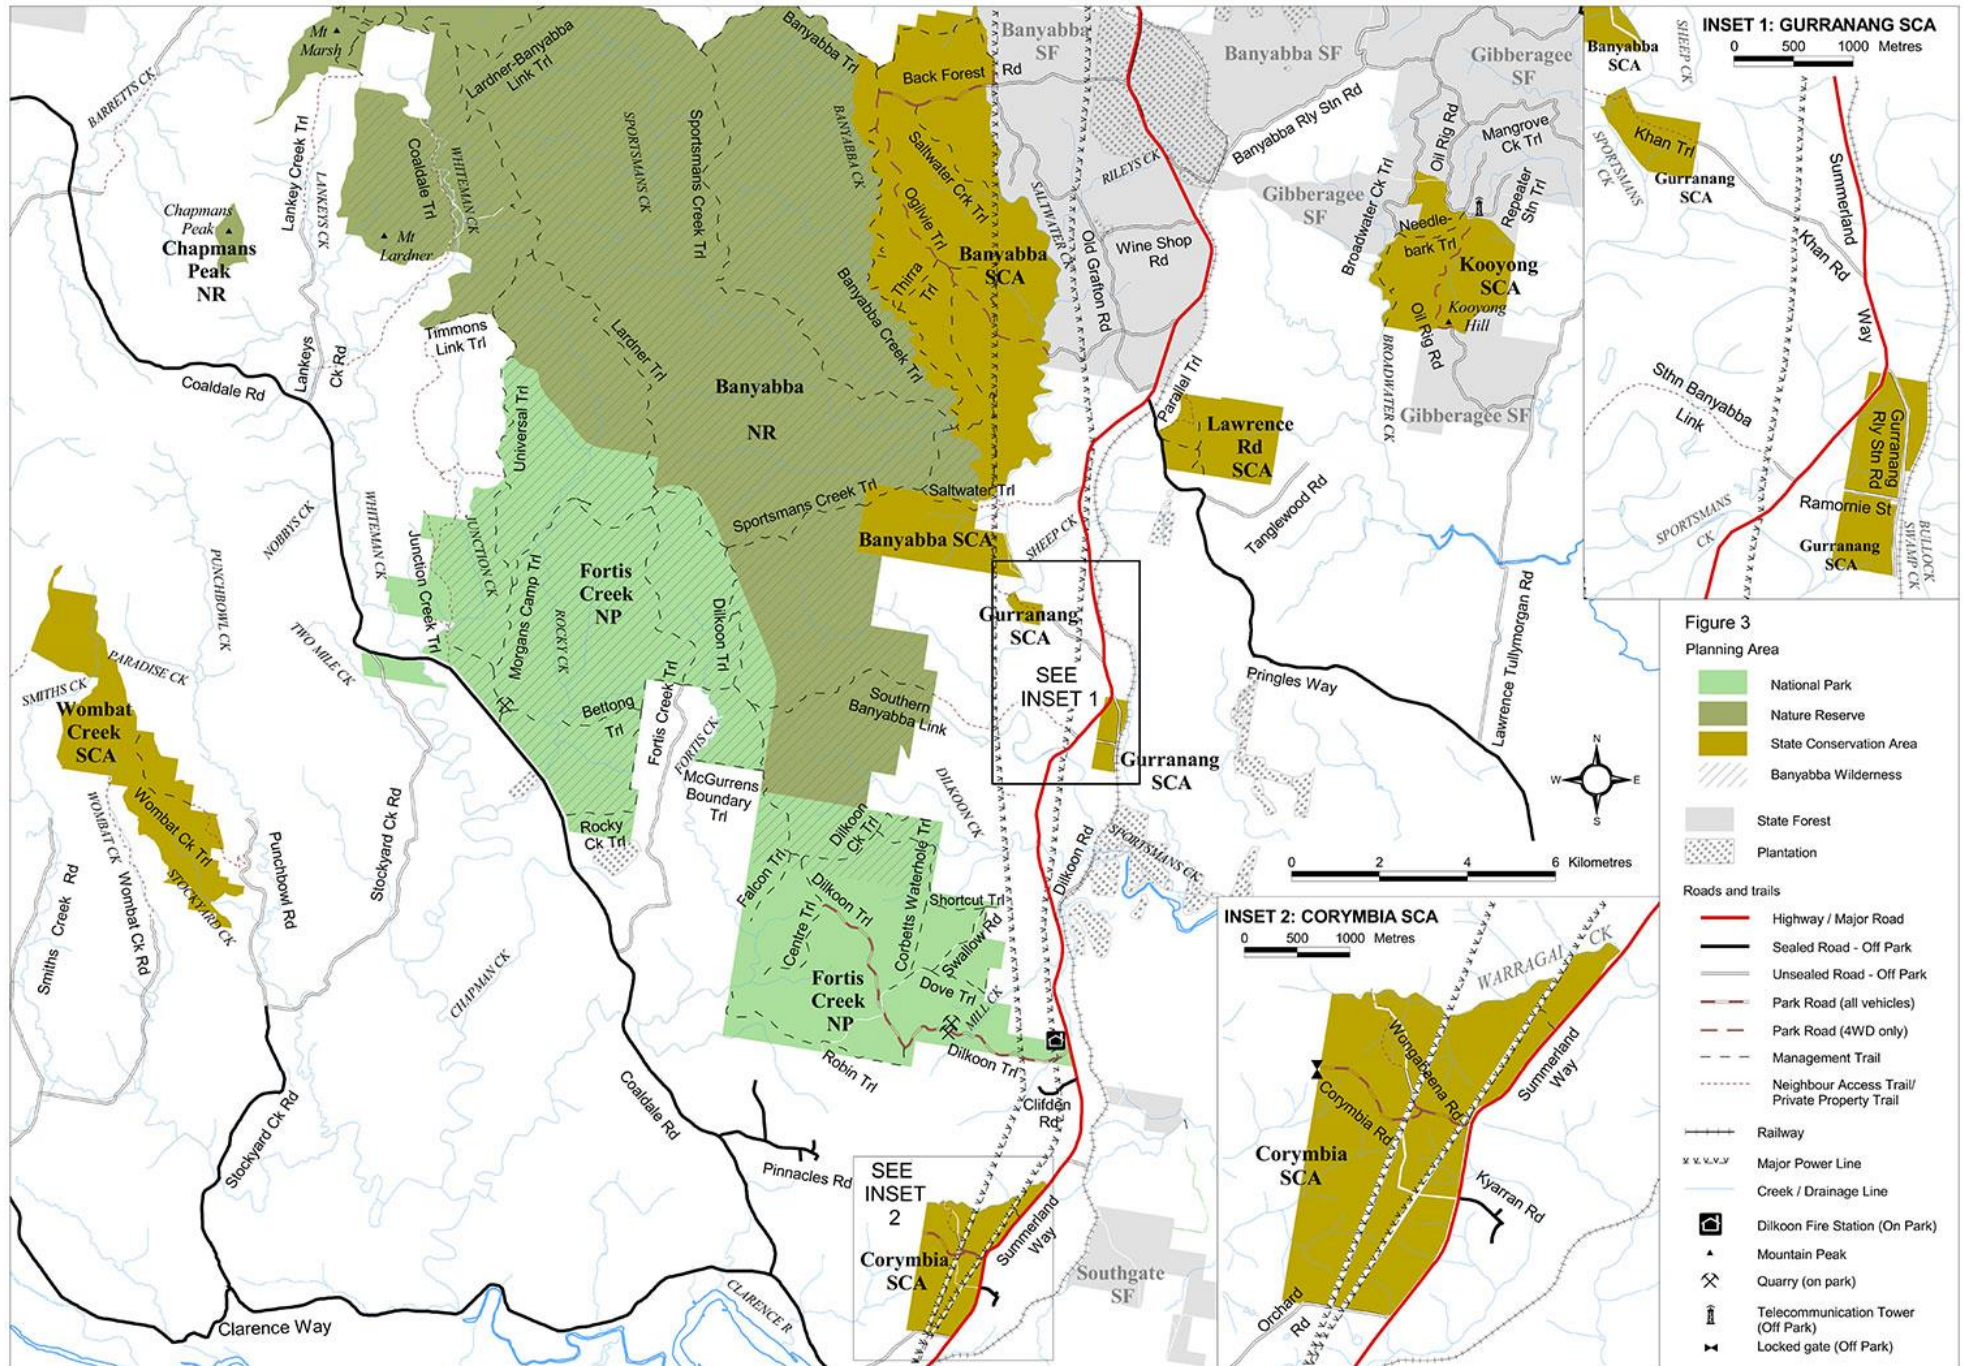 Mt
Marsh
BARRETTS CK
Lardner-Banyabba
Link Trl
Banyabba Trl
Banyabba
SF
Back Forest
Rd
Banyabba SF
Gibberagee
SF
Lankey Creek Trl
LANKEYS CK
Coaldale Trl
WHITEMAN CK
SPORTSMANS CK
Sportsmans Creek Trl
BANYABBA CK
Saltwater Crk Trl
Ogilvie Trl
Thirra
Trl
Banyabba
SCA
SALTWATER CK
RILEYS CK
Old Grafton Rd
Wine Shop
Rd
Banyabba Rly Stn Rd
Gibberagee
SF
Broadwater Ck Trl
Oil Rig Rd
Mangrove
Ck Trl
Repeater
Stn Trl
Needle-
bark Trl
Kooyong
SCA
Kooyong
Hill
Oil Rig Rd
BROADWATER CK
Gibberagee SF
Chapmans
Peak
Chapmans
Peak
NR
Mt
Lardner
Timmons
Link Trl
Lankeys
Ck Rd
Coaldale Rd
Lardner Trl
Banyabba Creek Trl
Banyabba
NR
Universal Trl
Parallel Trl
Lawrence
Rd
SCA
Tanglewood Rd
Sportsmans Creek Trl
Saltwater Trl
Banyabba SCA
SHEEP CK
NOBBYS CK
WHITEMAN CK
PUNCHBOWL CK
TWO MILE CK
Junction Creek Trl
JUNCTION CK
Morgans Camp Trl
ROCKY CK
Fortis
Creek
NP
Dilkoon Trl
Gurranang
SCA
SEE
INSET 1
Gurranang
SCA
Pringles Way
Lawrence Tullymorgan Rd
SMITHS CK
PARADISE CK
Wombat
Creek
SCA
Wombat Ck Trl
WOMBAT CK
Wombat Ck Rd
Smiths Creek Rd
STOCKYARD CK
Punchbowl Rd
Stockyard Ck Rd
Bettong
Trl
Fortis Creek Trl
FORTIS CK
McGurrens
Boundary
Trl
Southern
Banyabba Link
DILKOON CK
Rocky
Ck Trl
CHAPMAN CK
Falcon Trl
Dilkoon
Ck Trl
Dilkoon Trl
Centre Trl
Corbetts Waterhole Trl
Shortcut Trl
Swallow Rd
Dove Trl
MILL CK
Fortis
Creek
NP
Robin Trl
Dilkoon Trl
Dilkoon Rd
SPORTSMANS CK
Clifden
Rd
Coaldale Rd
Pinnacles Rd
Stockyard Ck Rd
Clarence Way
CLARENCE R
SEE
INSET
2
Corymbia
SCA
Summerland
Way
Southgate
SF
INSET 1: GURRANANG SCA
0 500 1000 Metres
Banyabba
SCA
SHEEP CK
Khan Trl
SPORTSMANS
CK
Gurranang
SCA
Summerland
Way
Khan Rd
Sthn Banyabba
Link
Gurranang
Rly Stn Rd
Ramornie St
SPORTSMANS
CK
Gurranang
SCA
BULLOCK
SWAMP CK
N
W E
S
0 2 4 6 Kilometres
INSET 2: CORYMBIA SCA
0 500 1000 Metres
WARRAGAI CK
Wongabeena Rd
Corymbia Rd
Summerland
Way
Corymbia
SCA
Kyarran Rd
Orchard
Rd
Figure 3
Planning Area
National Park
Nature Reserve
State Conservation Area
Banyabba Wilderness
State Forest
Plantation
Roads and trails
Highway / Major Road
Sealed Road - Off Park
Unsealed Road - Off Park
Park Road (all vehicles)
Park Road (4WD only)
Management Trail
Neighbour Access Trail/
Private Property Trail
Railway
Major Power Line
Creek / Drainage Line
Dilkoon Fire Station (On Park)
Mountain Peak
Quarry (on park)
Telecommunication Tower
(Off Park)
Locked gate (Off Park)